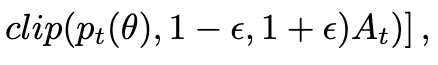 clip(p_t(θ), 1 − ϵ, 1 + ϵ)A_t)] ,